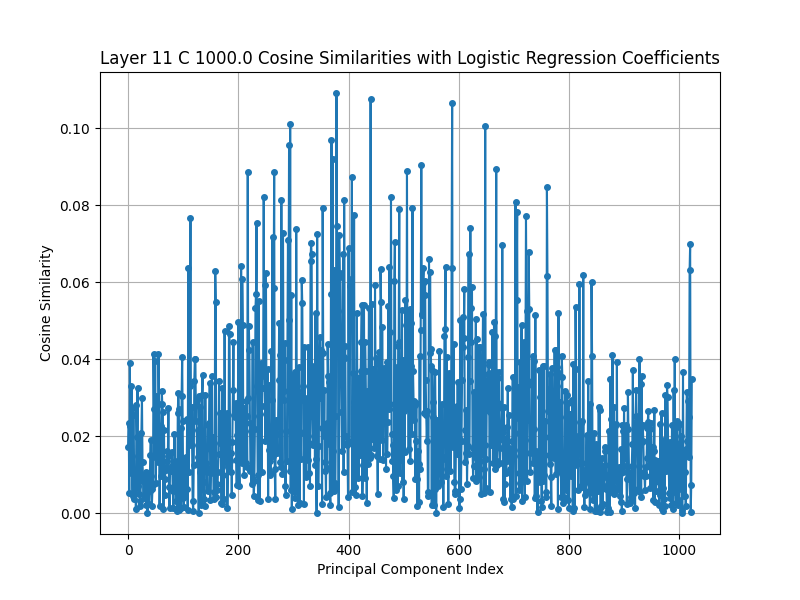 Layer 11 C 1000.0 Cosine Similarities with Logistic Regression Coefficients
0.10
0.08
0.06
0.04
0.02
0.00
Cosine Similarity
0 200 400 600 800 1000
Principal Component Index